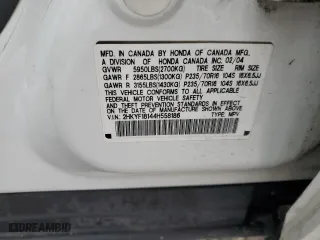 MFD. IN CANADA BY HONDA OF CANADA MFG.,
A DIVISION OF HONDA CANADA INC. 02/04
GVWR 5950LBS(2700KG) TIRE SIZE RIM SIZE
GAWR F 2865LBS(1300KG) P235/70R16 104S 16X6.5JJ
GAWR R 3155LBS(1430KG) P235/70R16 104S 16X6.5JJ
THIS VEHICLE CONFORMS TO ALL APPLICABLE
FEDERAL MOTOR VEHICLE SAFETY STANDARDS
IN EFFECT ON THE DATE OF MANUFACTURE
SHOWN ABOVE.
VIN: 2HKYF18144H558186
TYPE: MPV
DREAMBID